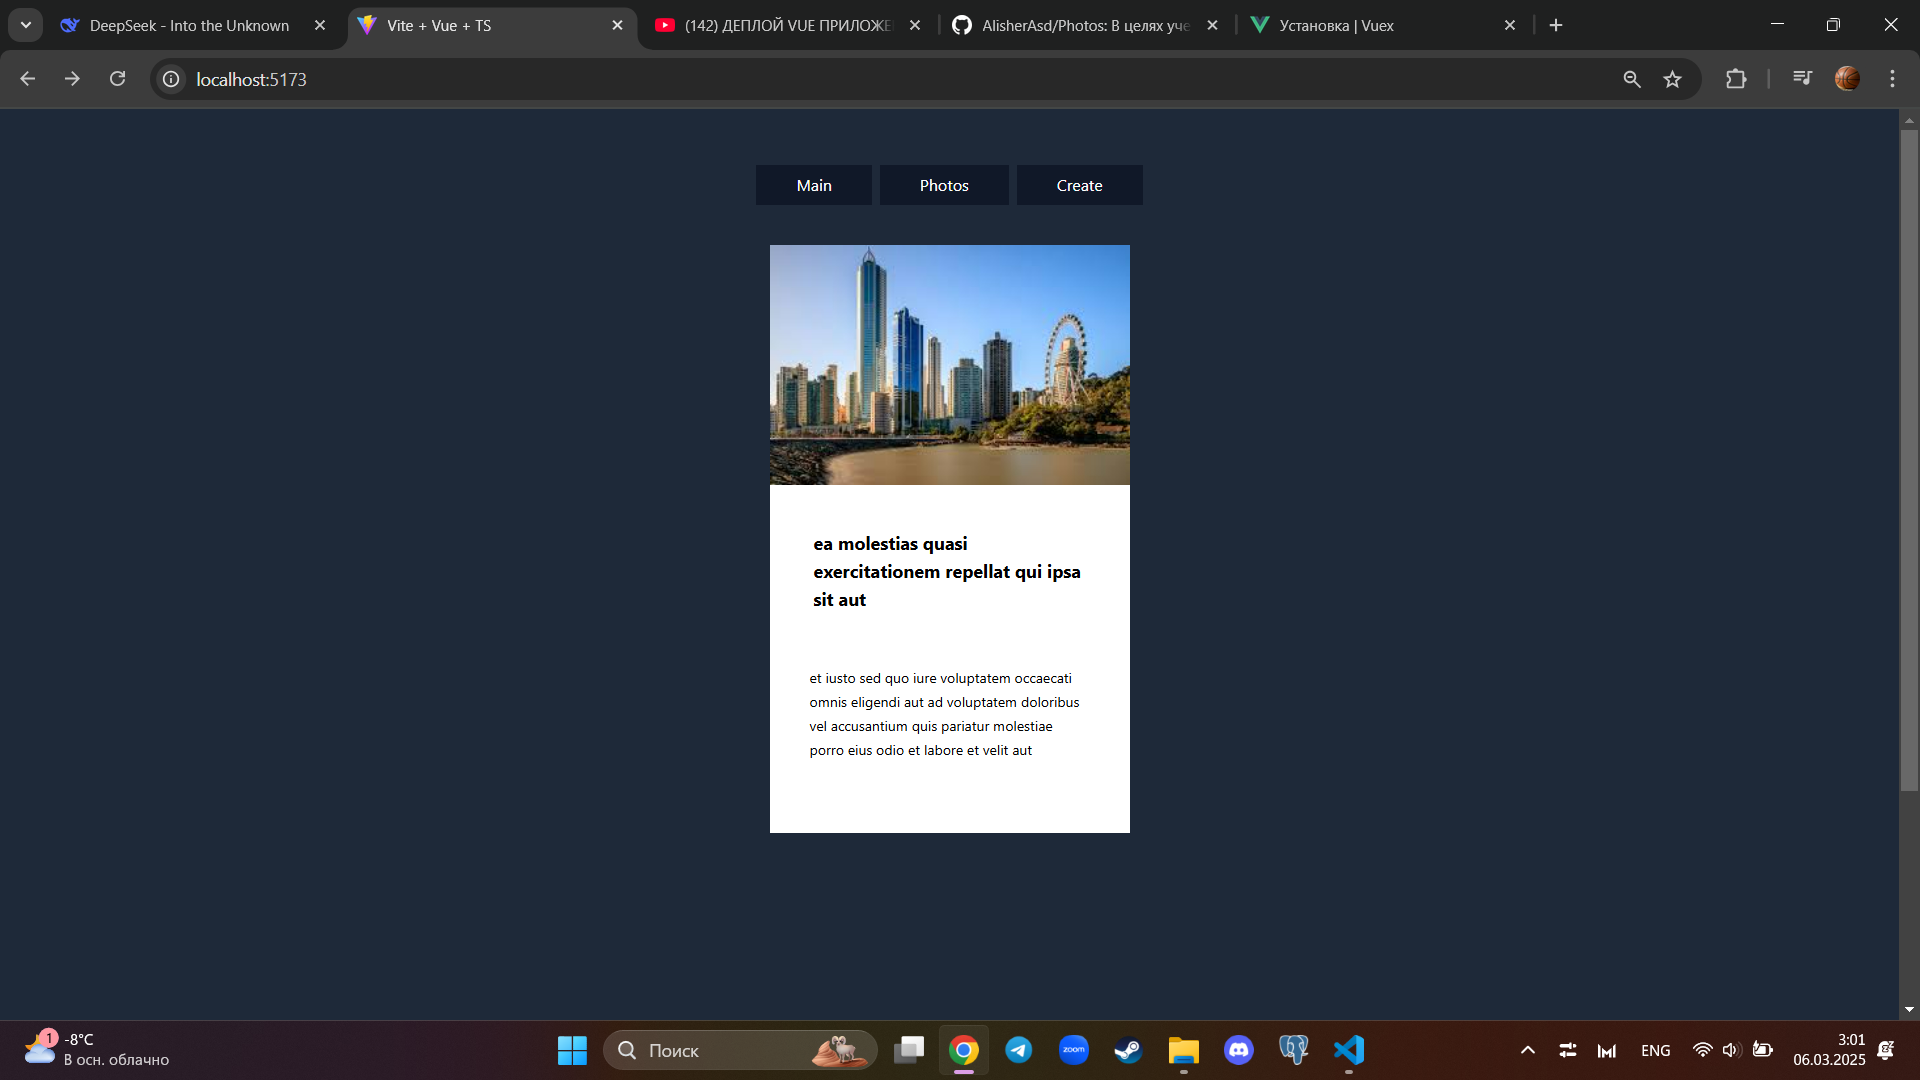 DeepSeek - Into the Unknown
Vite + Vue + TS
(142) ДЕПЛОЙ VUE ПРИЛОЖЕ
AlisherAsd/Photos: В целях уче
Установка | Vuex
localhost:5173
Main
Photos
Create
ea molestias quasi
exercitationem repellat qui ipsa
sit aut
et iusto sed quo iure voluptatem occaecati
omnis eligendi aut ad voluptatem doloribus
vel accusantium quis pariatur molestiae
porro eius odio et labore et velit aut
1
-8°C
В осн. облачно
Поиск
zoom
ENG
3:01
06.03.2025